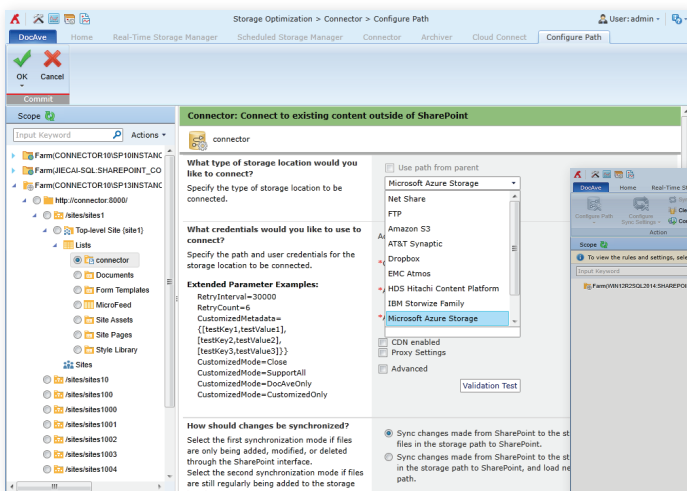 Storage Optimization > Connector > Configure Path
User: admin
DocAve Home Real-Time Storage Manager Scheduled Storage Manager Connector Archiver Cloud Connect Configure Path
OK Cancel
Commit
Scope
Input Keyword Actions
Farm(CONNECTOR10\SP10INSTANC
Farm(JIECAI-SQL:SHAREPOINT_CO
Farm(CONNECTOR10\SP13INSTANC
http://connector:8000/
/sites/sites1
Top-level Site {site1}
Lists
connector
Documents
Form Templates
MicroFeed
Site Assets
Site Pages
Style Library
Sites
/sites/sites10
/sites/sites100
/sites/sites1000
/sites/sites1001
/sites/sites1002
/sites/sites1003
/sites/sites1004
Connector: Connect to existing content outside of SharePoint
connector
What type of storage location would you
like to connect?
Specify the type of storage location to be
connected.
Use path from parent
Microsoft Azure Storage
Net Share
FTP
Amazon S3
AT&T Synaptic
Dropbox
EMC Atmos
HDS Hitachi Content Platform
IBM Storwize Family
Microsoft Azure Storage
What credentials would you like to use to
connect?
Specify the path and user credentials for the
storage location to be connected.
Extended Parameter Examples:
RetryInterval=30000
RetryCount=6
CustomizedMetadata=
{[testKey1,testValue1],
[testKey2,testValue2],
[testKey3,testValue3]}}
CustomizedMode=Close
CustomizedMode=SupportAll
CustomizedMode=DocAveOnly
CustomizedMode=CustomizedOnly
CDN enabled
Proxy Settings
Advanced
Validation Test
How should changes be synchronized?
Select the first synchronization mode if files
are only being added, modified, or deleted
through the SharePoint interface.
Select the second synchronization mode if files
are still regularly being added to the storage
Sync changes made from SharePoint to the st
files in the storage path to SharePoint.
Sync changes made from SharePoint to the st
in the storage path to SharePoint, and load ne
path.
DocAve Home Real-Time S
Configure Path Configure
Sync Settings
Action
Scope
To view the rules and settings, sele
Input Keyword
Farm(WIN12R2SQL2014:SHAREPOI